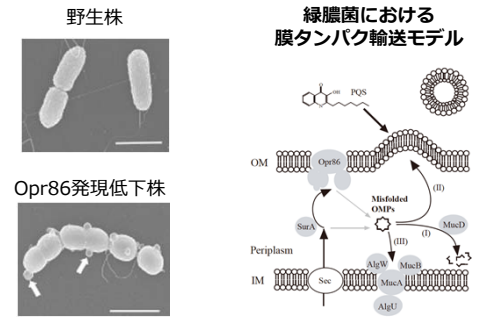 野生株
Opr86発現低下株
緑膿菌における
膜タンパク輸送モデル
O
OH
N
H
PQS
OM
Opr86
Misfolded
OMPs
(II)
SurA
(I)
MucD
(III)
Periplasm
AlgW
MucB
IM
Sec
MucA
AlgU